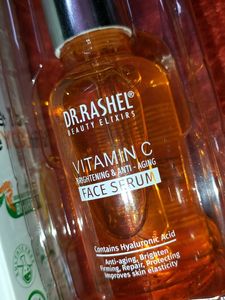 DR.RASHEL®
BEAUTY ELIXIRS
VITAMIN C
BRIGHTENING & ANTI - AGING
FACE SERUM
Contains Hyaluronic Acid
Anti-aging, Brighten
Firming, Repair, Protecting
Improves skin elasticity